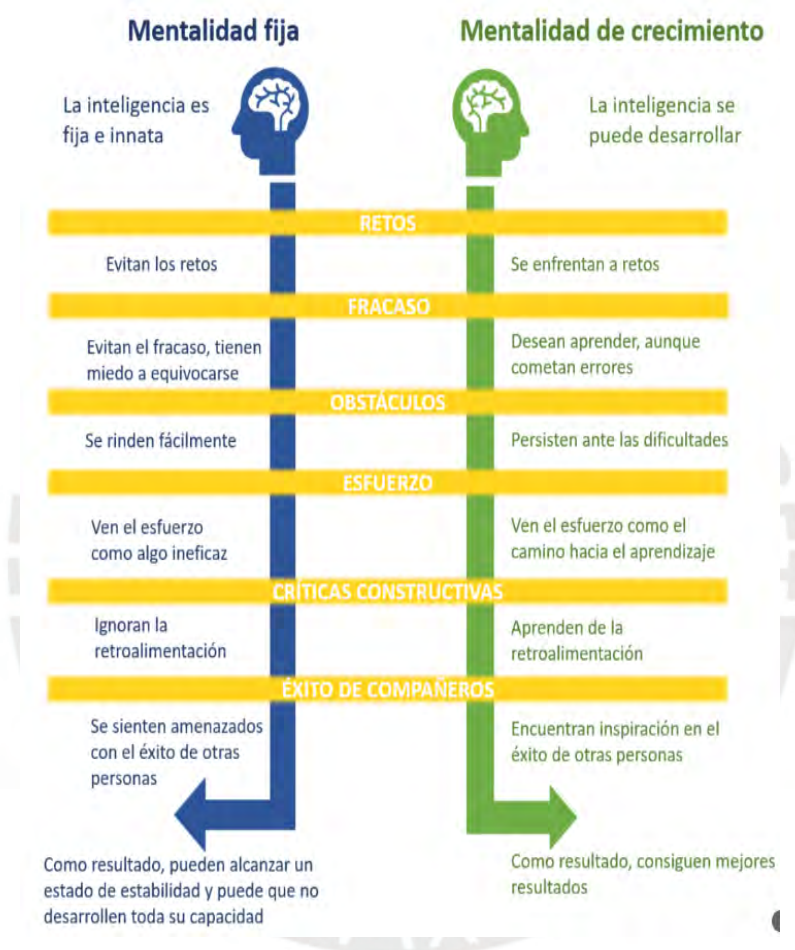 Mentalidad fija
Mentalidad de crecimiento
La inteligencia es
fija e innata
La inteligencia se
puede desarrollar
RETOS
Evitan los retos
Se enfrentan a retos
FRACASO
Evitan el fracaso, tienen
miedo a equivocarse
Desean aprender, aunque
cometan errores
OBSTÁCULOS
Se rinden fácilmente
Persisten ante las dificultades
ESFUERZO
Ven el esfuerzo
como algo ineficaz
Ven el esfuerzo como el
camino hacia el aprendizaje
CRÍTICAS CONSTRUCTIVAS
Ignoran la
retroalimentación
Aprenden de la
retroalimentación
ÉXITO DE COMPAÑEROS
Se sienten amenazados
con el éxito de otras
personas
Encuentran inspiración en el
éxito de otras personas
Como resultado, pueden alcanzar un
estado de estabilidad y puede que no
desarrollen toda su capacidad
Como resultado, consiguen mejores
resultados